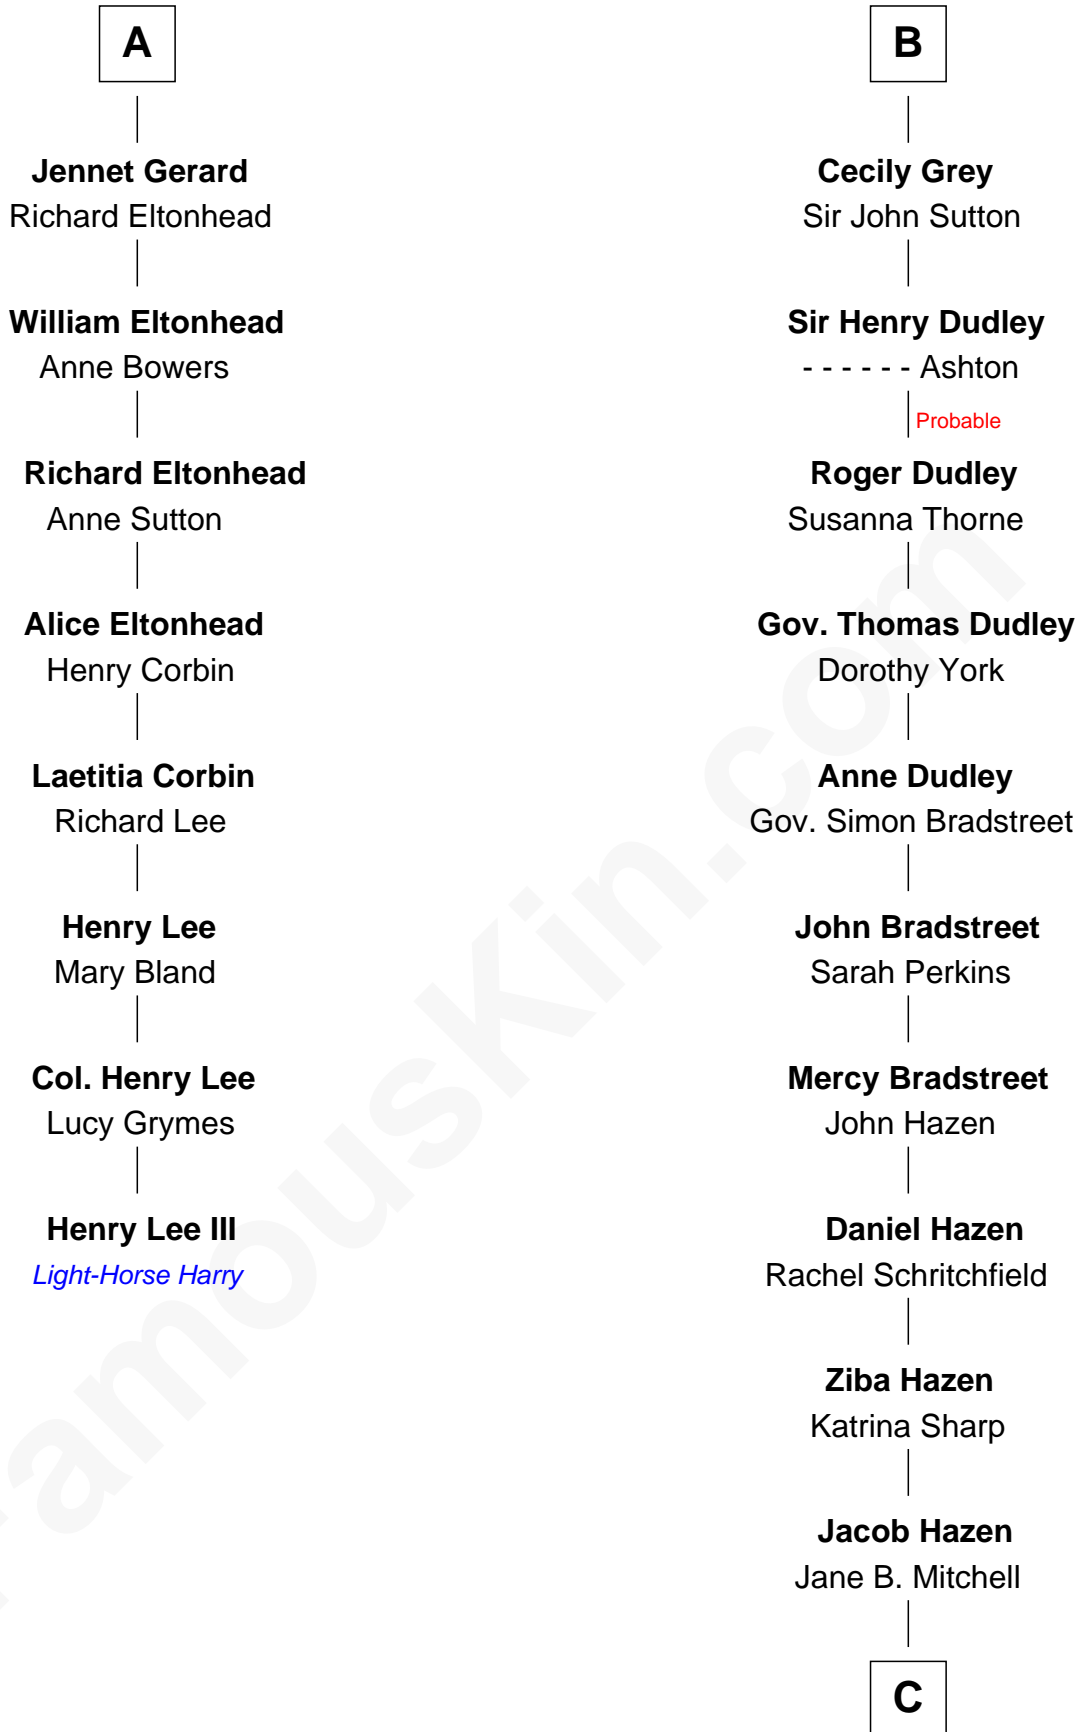 A
Jennet Gerard
Richard Eltonhead
William Eltonhead
Anne Bowers
Richard Eltonhead
Anne Sutton
Alice Eltonhead
Henry Corbin
Laetitia Corbin
Richard Lee
Henry Lee
Mary Bland
Col. Henry Lee
Lucy Grymes
Henry Lee III
Light-Horse Harry
B
Cecily Grey
Sir John Sutton
Sir Henry Dudley
- - - - - - Ashton
Probable
Roger Dudley
Susanna Thorne
Gov. Thomas Dudley
Dorothy York
Anne Dudley
Gov. Simon Bradstreet
John Bradstreet
Sarah Perkins
Mercy Bradstreet
John Hazen
Daniel Hazen
Rachel Schritchfield
Ziba Hazen
Katrina Sharp
Jacob Hazen
Jane B. Mitchell
C
FamousKin.com